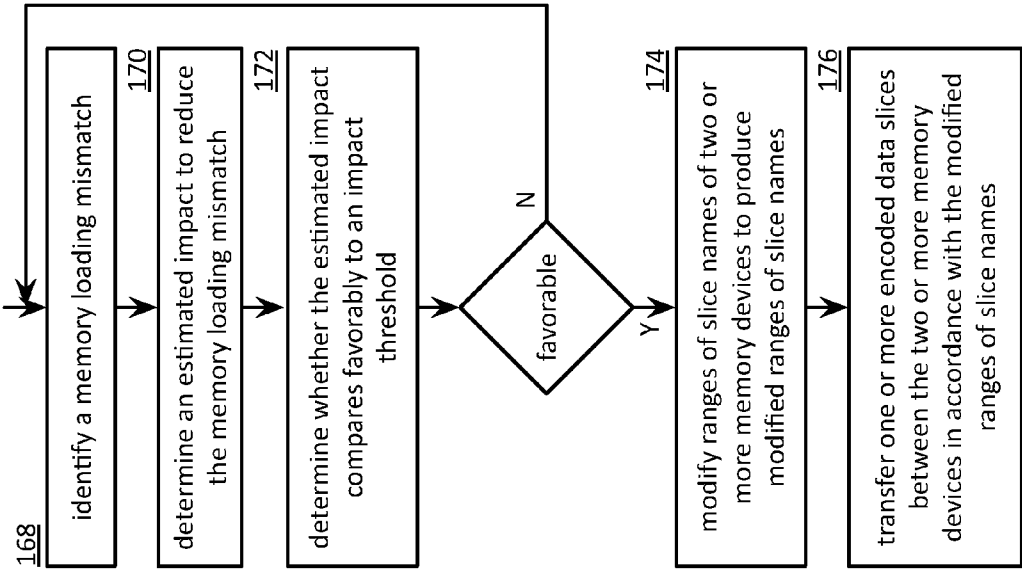 168
identify a memory loading mismatch
170
determine an estimated impact to reduce
the memory loading mismatch
172
determine whether the estimated impact
compares favorably to an impact
threshold
favorable
N
Y
174
modify ranges of slice names of two or
more memory devices to produce
modified ranges of slice names
176
transfer one or more encoded data slices
between the two or more memory
devices in accordance with the modified
ranges of slice names